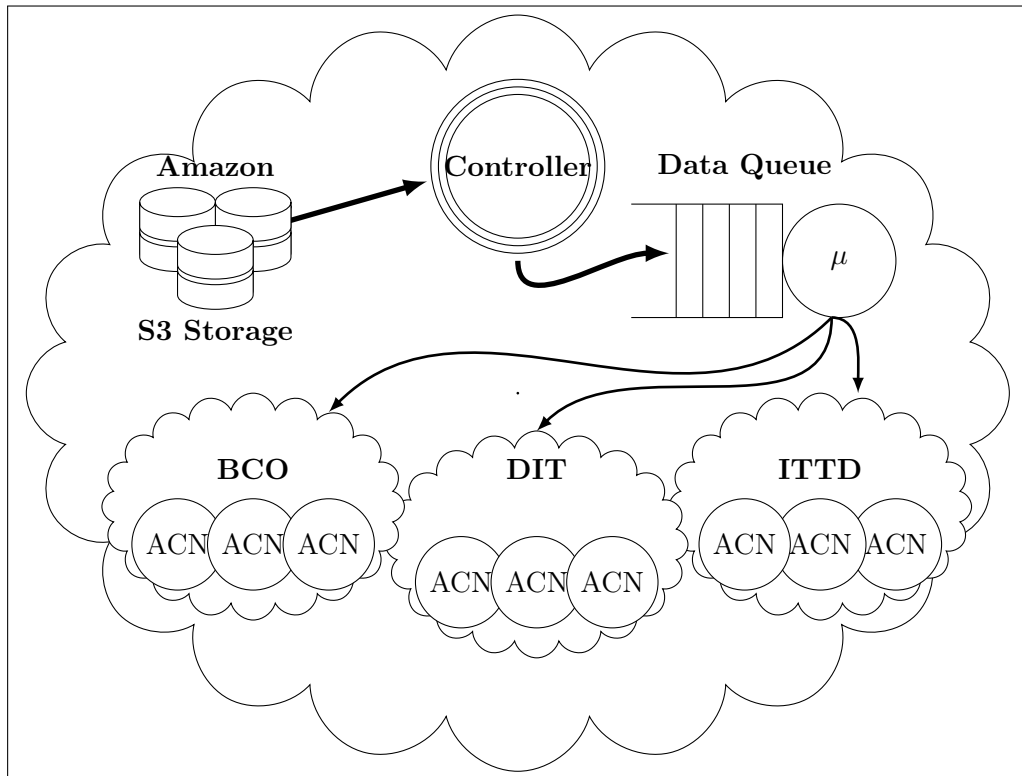 Amazon
Controller
Data Queue
μ
S3 Storage
BCO
DIT
ITTD
ACN ACN ACN
ACN ACN ACN
ACN ACN ACN